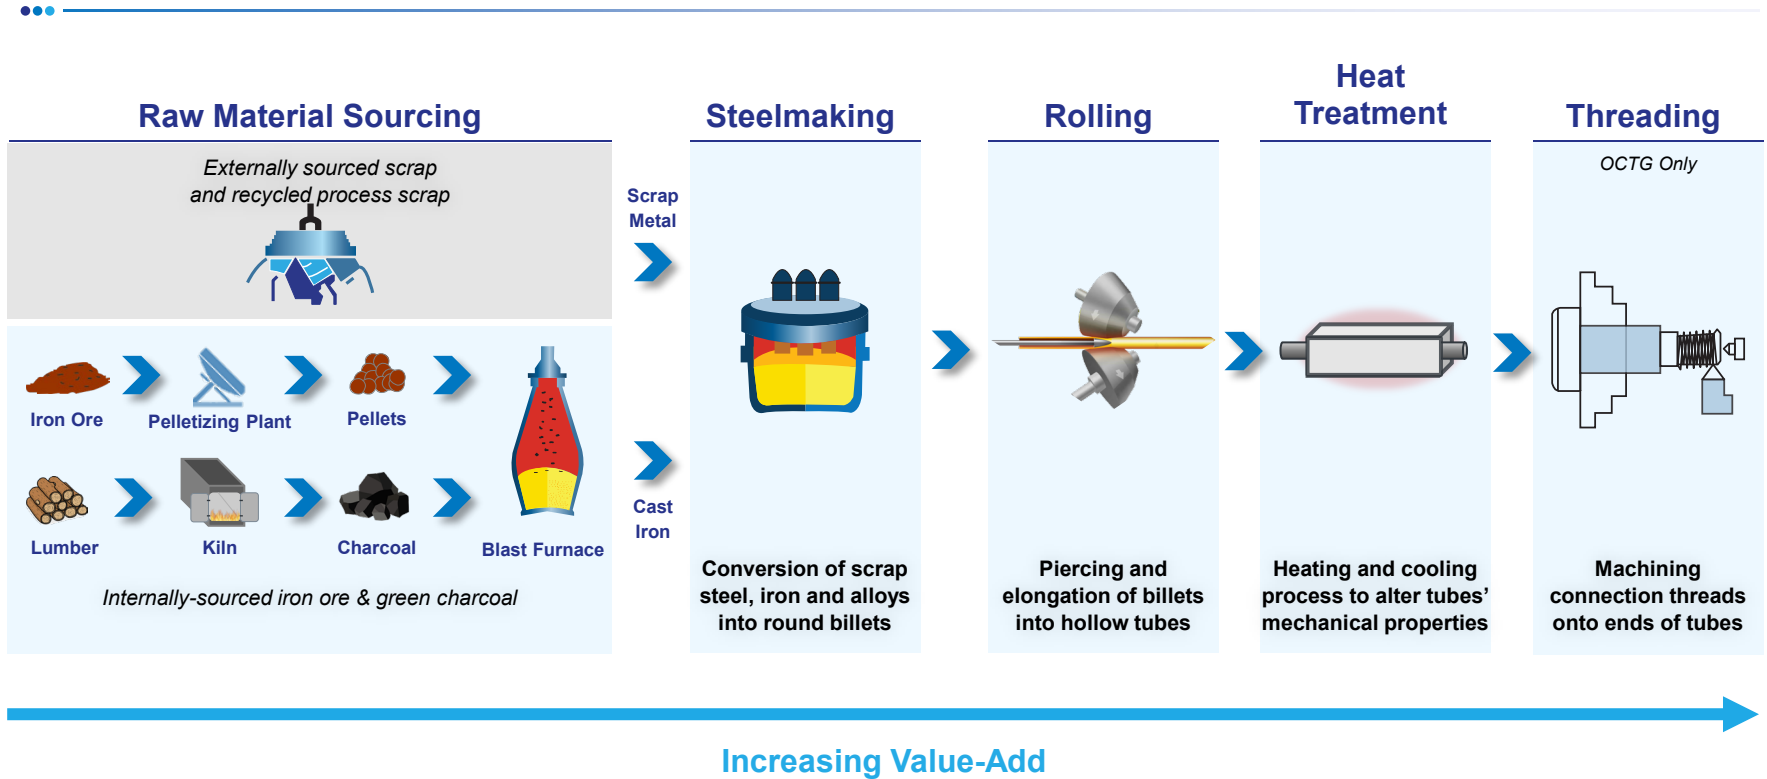 Raw Material Sourcing
Externally sourced scrap
and recycled process scrap
Iron Ore
Pelletizing Plant
Pellets
Lumber
Kiln
Charcoal
Blast Furnace
Internally-sourced iron ore & green charcoal
Scrap
Metal
Cast
Iron
Steelmaking
Conversion of scrap
steel, iron and alloys
into round billets
Rolling
Piercing and
elongation of billets
into hollow tubes
Heat
Treatment
Heating and cooling
process to alter tubes’
mechanical properties
Threading
OCTG Only
Machining
connection threads
onto ends of tubes
Increasing Value-Add